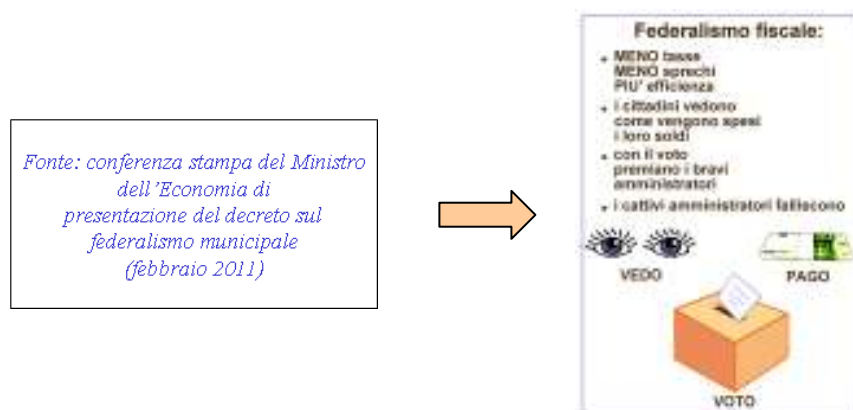 Fonte: conferenza stampa del Ministro
dell'Economia di
presentazione del decreto sul
federalismo municipale
(febbraio 2011)
Federalismo fiscale:
MENO tasse
MENO sprechi
PIU' efficienza
i cittadini vedono
come vengono spesi
i loro soldi
con il voto
premiano i bravi
amministratori
i cattivi amministratori falliscono
VEDO
PAGO
VOTO